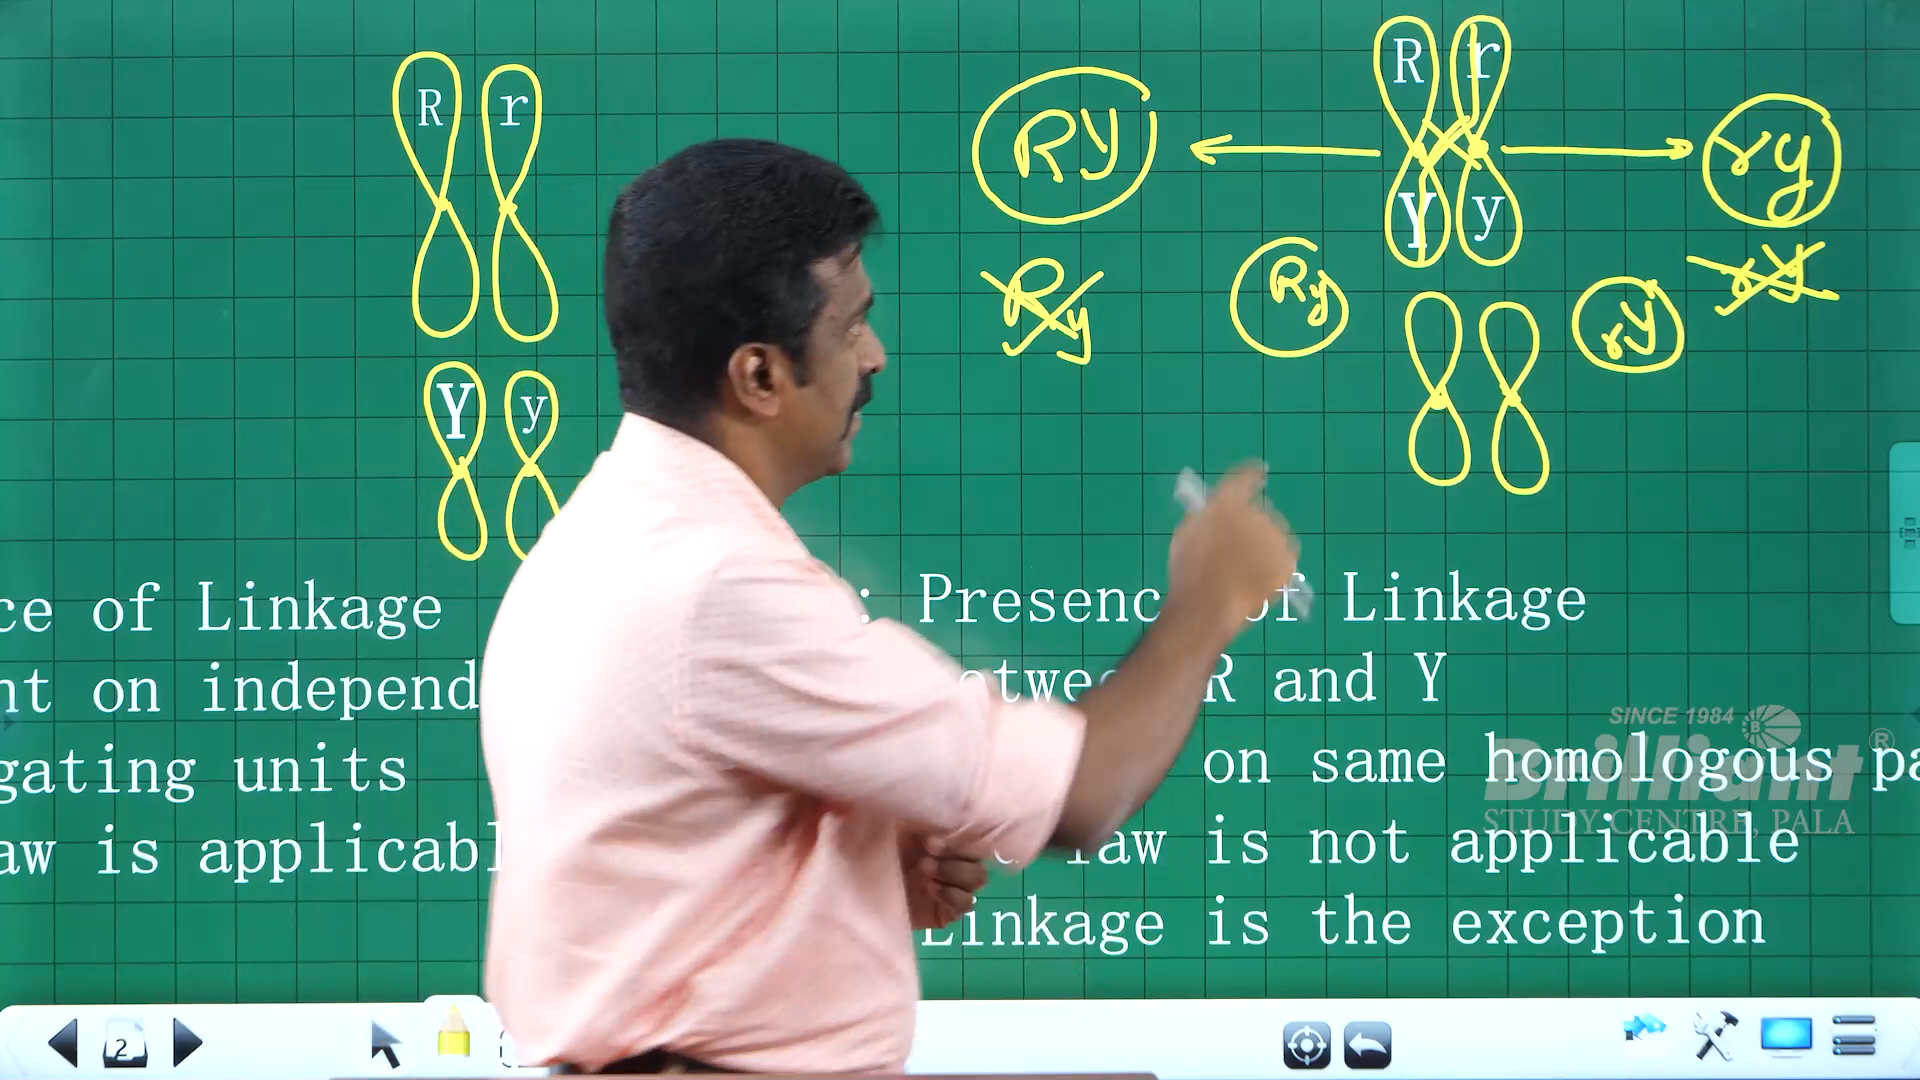 R r
Y y
RY
R r
Y y
ry
Ry
Ry
rY
rY
ce of Linkage
nt on independ
gating units
aw is applicabl
: Presenc of Linkage
etwe R and Y
on same homologous pa
law is not applicable
Linkage is the exception
SINCE 1984
B
Brilliant®
STUDY CENTRE, PALA
2